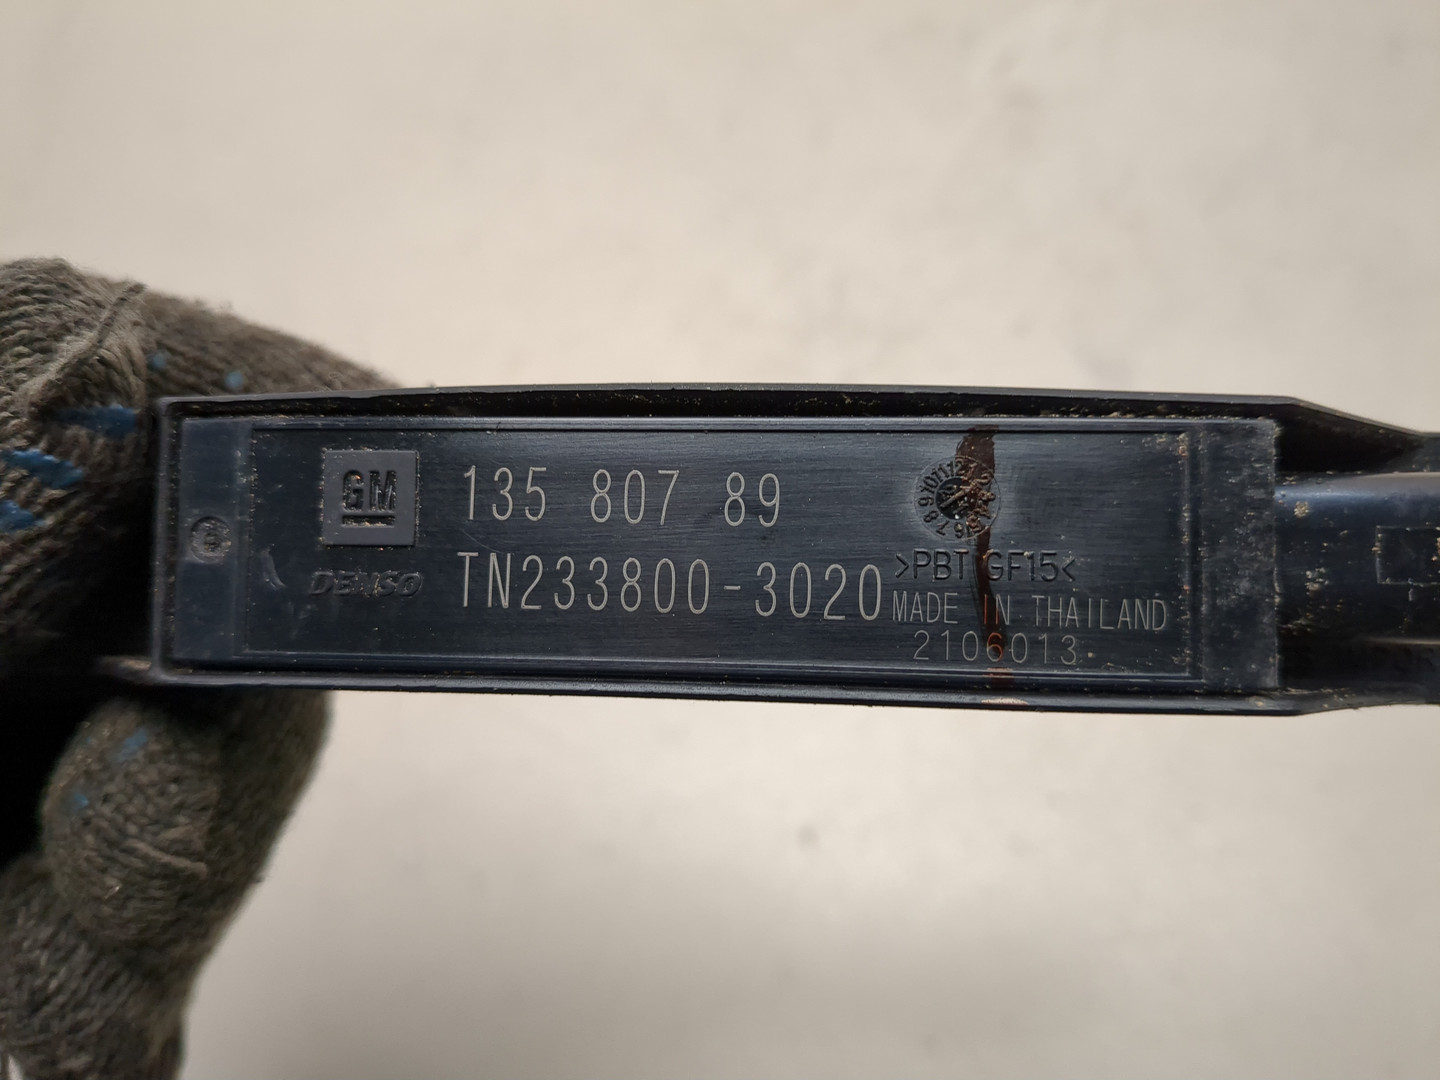 GM
135 807 89
DENSO
TN233800-3020
>PBT GF15<
MADE IN THAILAND
2106013